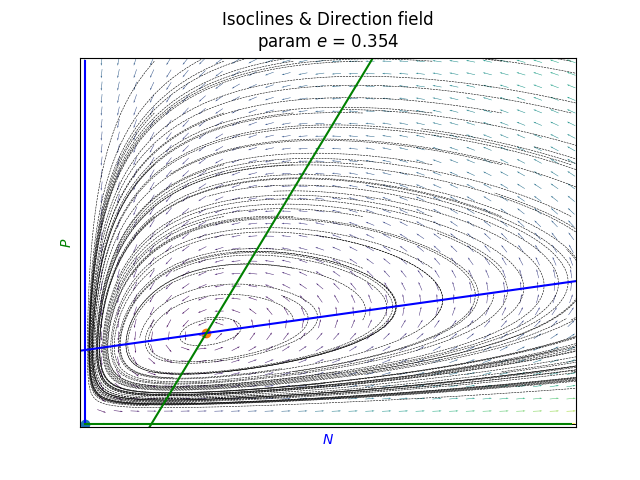 Isoclines & Direction field
param e = 0.354
P
N